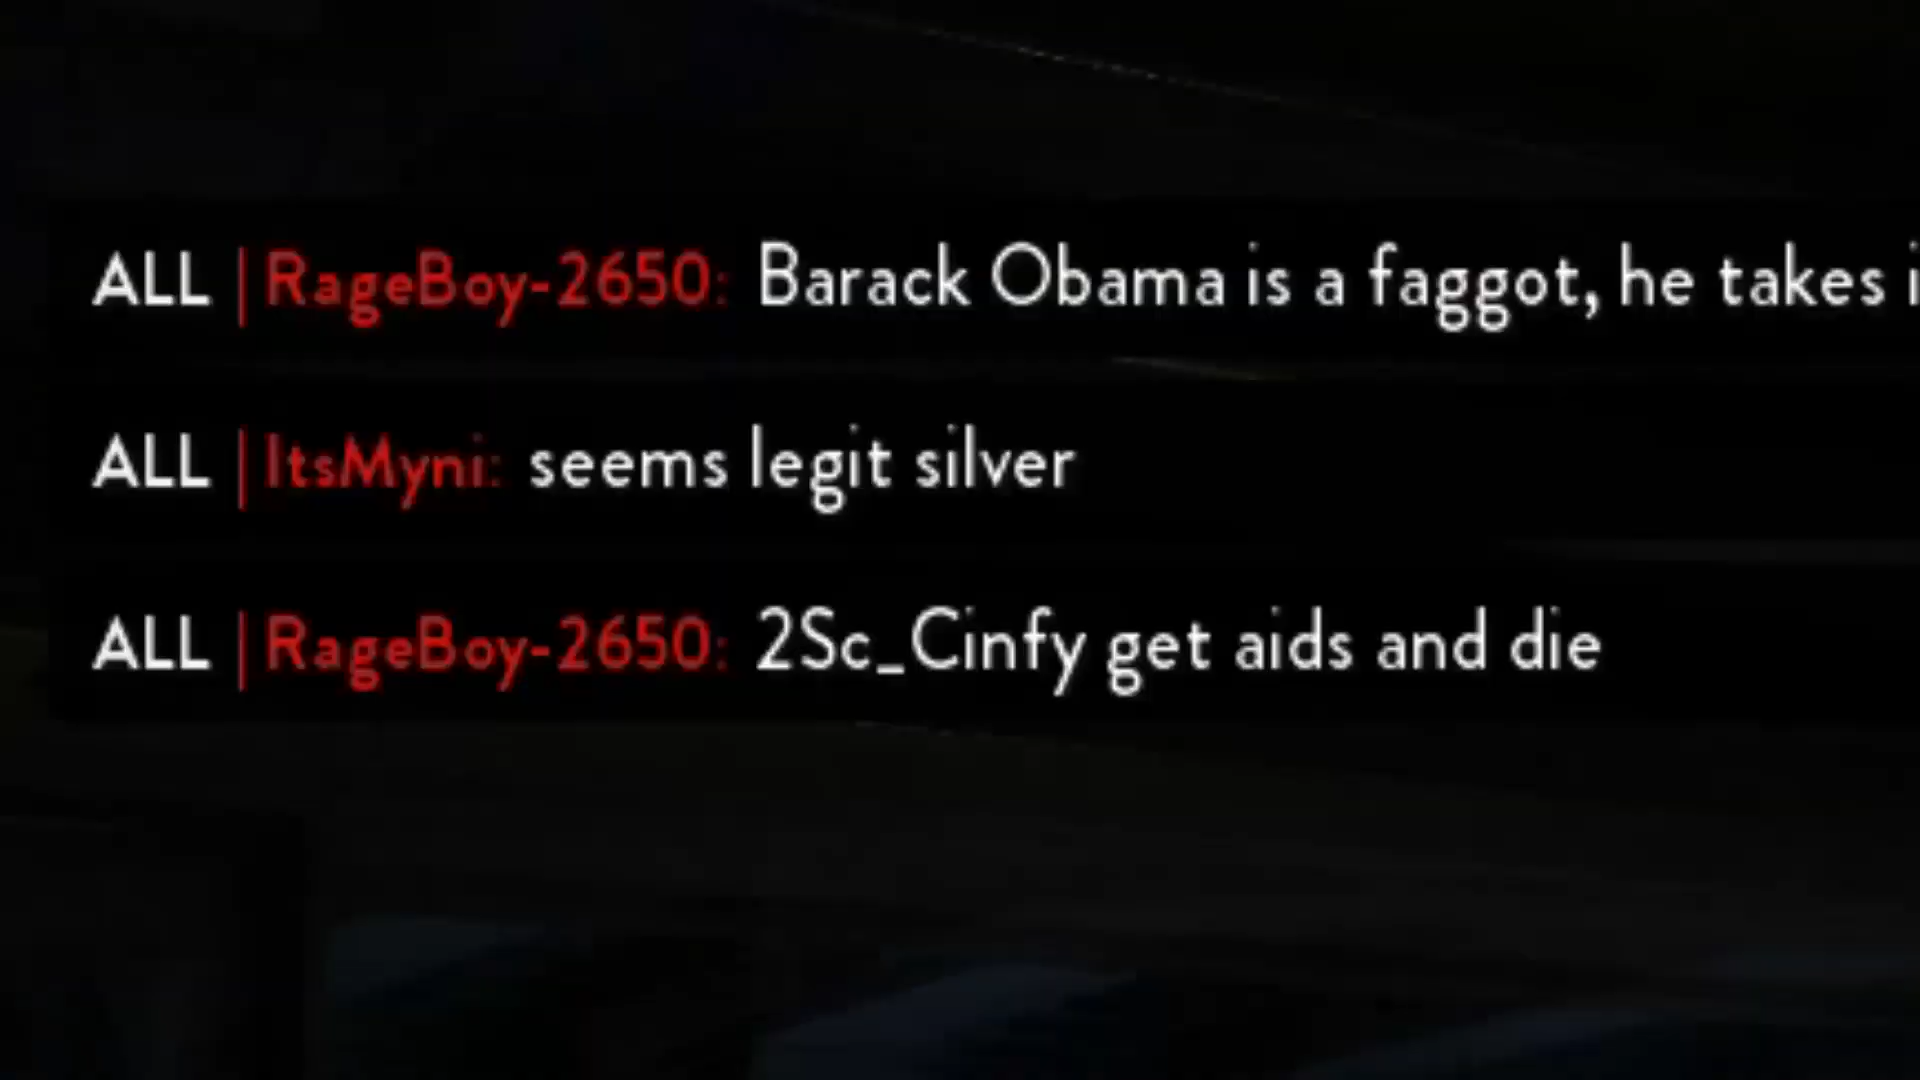 ALL | RageBoy-2650: Barack Obama is a faggot, he takes
ALL | ItsMyni: seems legit silver
ALL | RageBoy-2650: 2Sc_Cinfy get aids and die